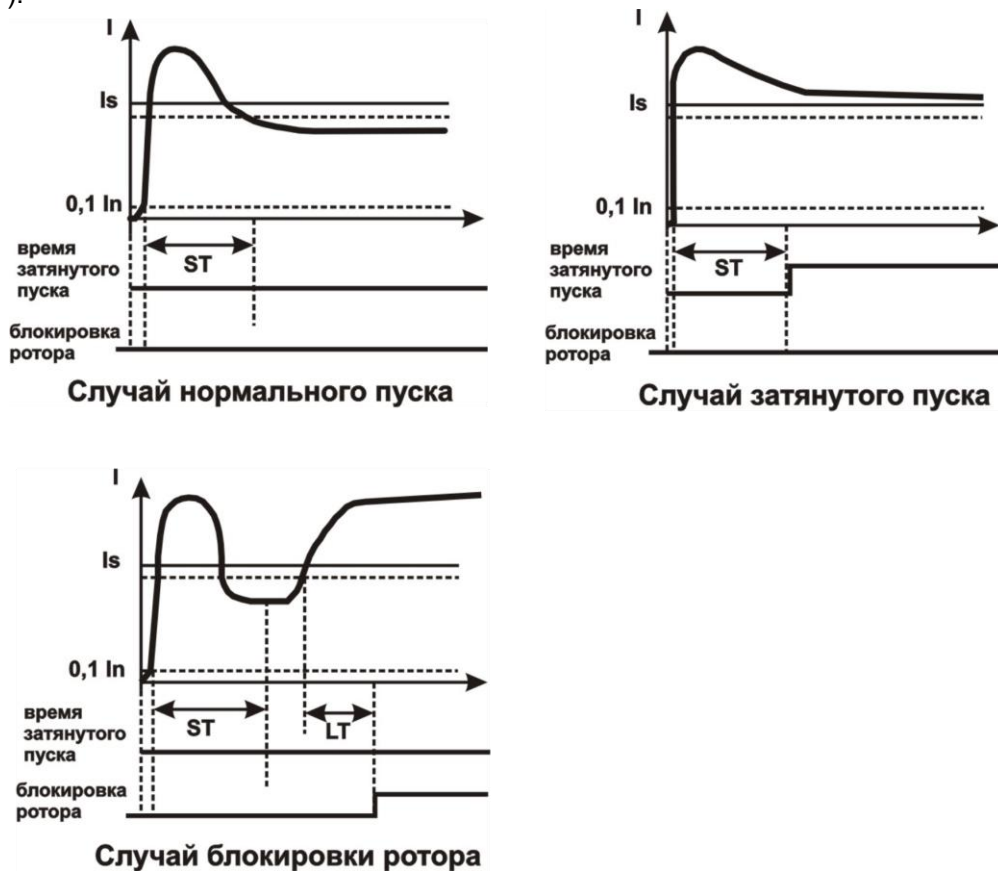 ).
I
Is
0,1 In
время
затянутого
пуска
ST
блокировка
ротора
Случай нормального пуска
I
Is
0,1 In
время
затянутого
пуска
ST
блокировка
ротора
Случай затянутого пуска
I
Is
0,1 In
время
затянутого
пуска
ST
LT
блокировка
ротора
Случай блокировки ротора